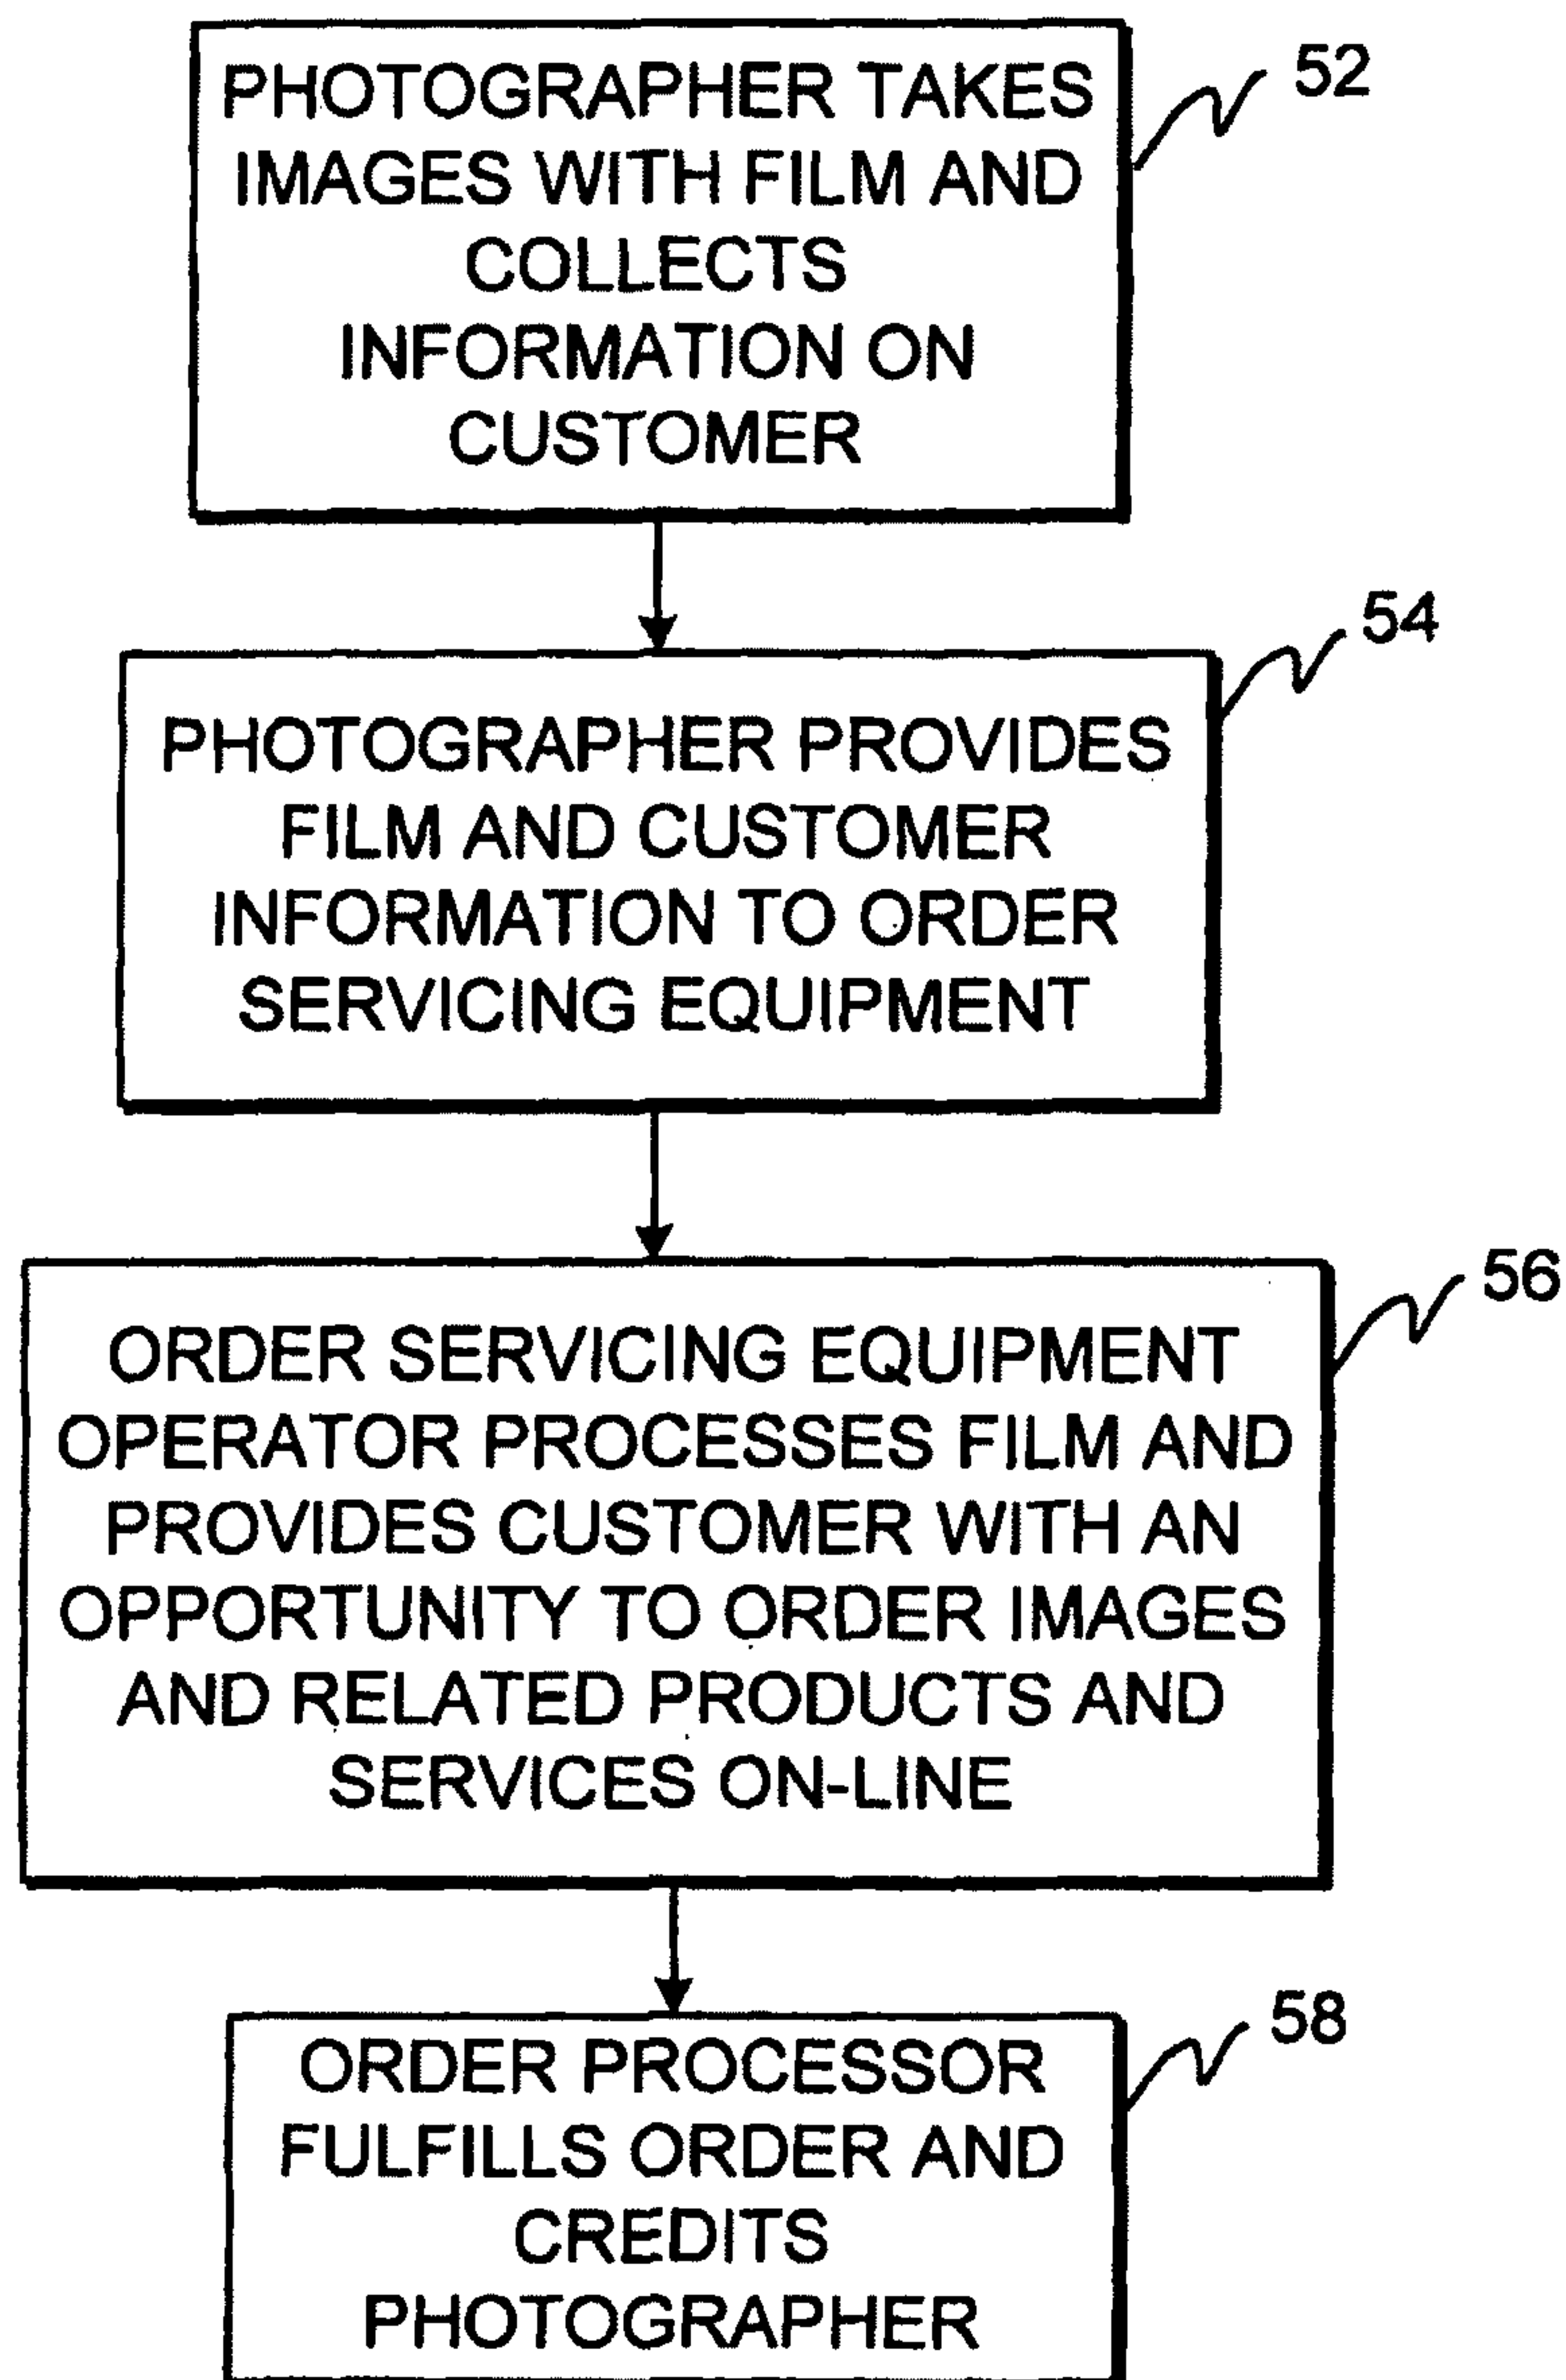 PHOTOGRAPHER TAKES
IMAGES WITH FILM AND
COLLECTS
INFORMATION ON
CUSTOMER
52
PHOTOGRAPHER PROVIDES
FILM AND CUSTOMER
INFORMATION TO ORDER
SERVICING EQUIPMENT
54
ORDER SERVICING EQUIPMENT
OPERATOR PROCESSES FILM AND
PROVIDES CUSTOMER WITH AN
OPPORTUNITY TO ORDER IMAGES
AND RELATED PRODUCTS AND
SERVICES ON-LINE
56
ORDER PROCESSOR
FULFILLS ORDER AND
CREDITS
PHOTOGRAPHER
58